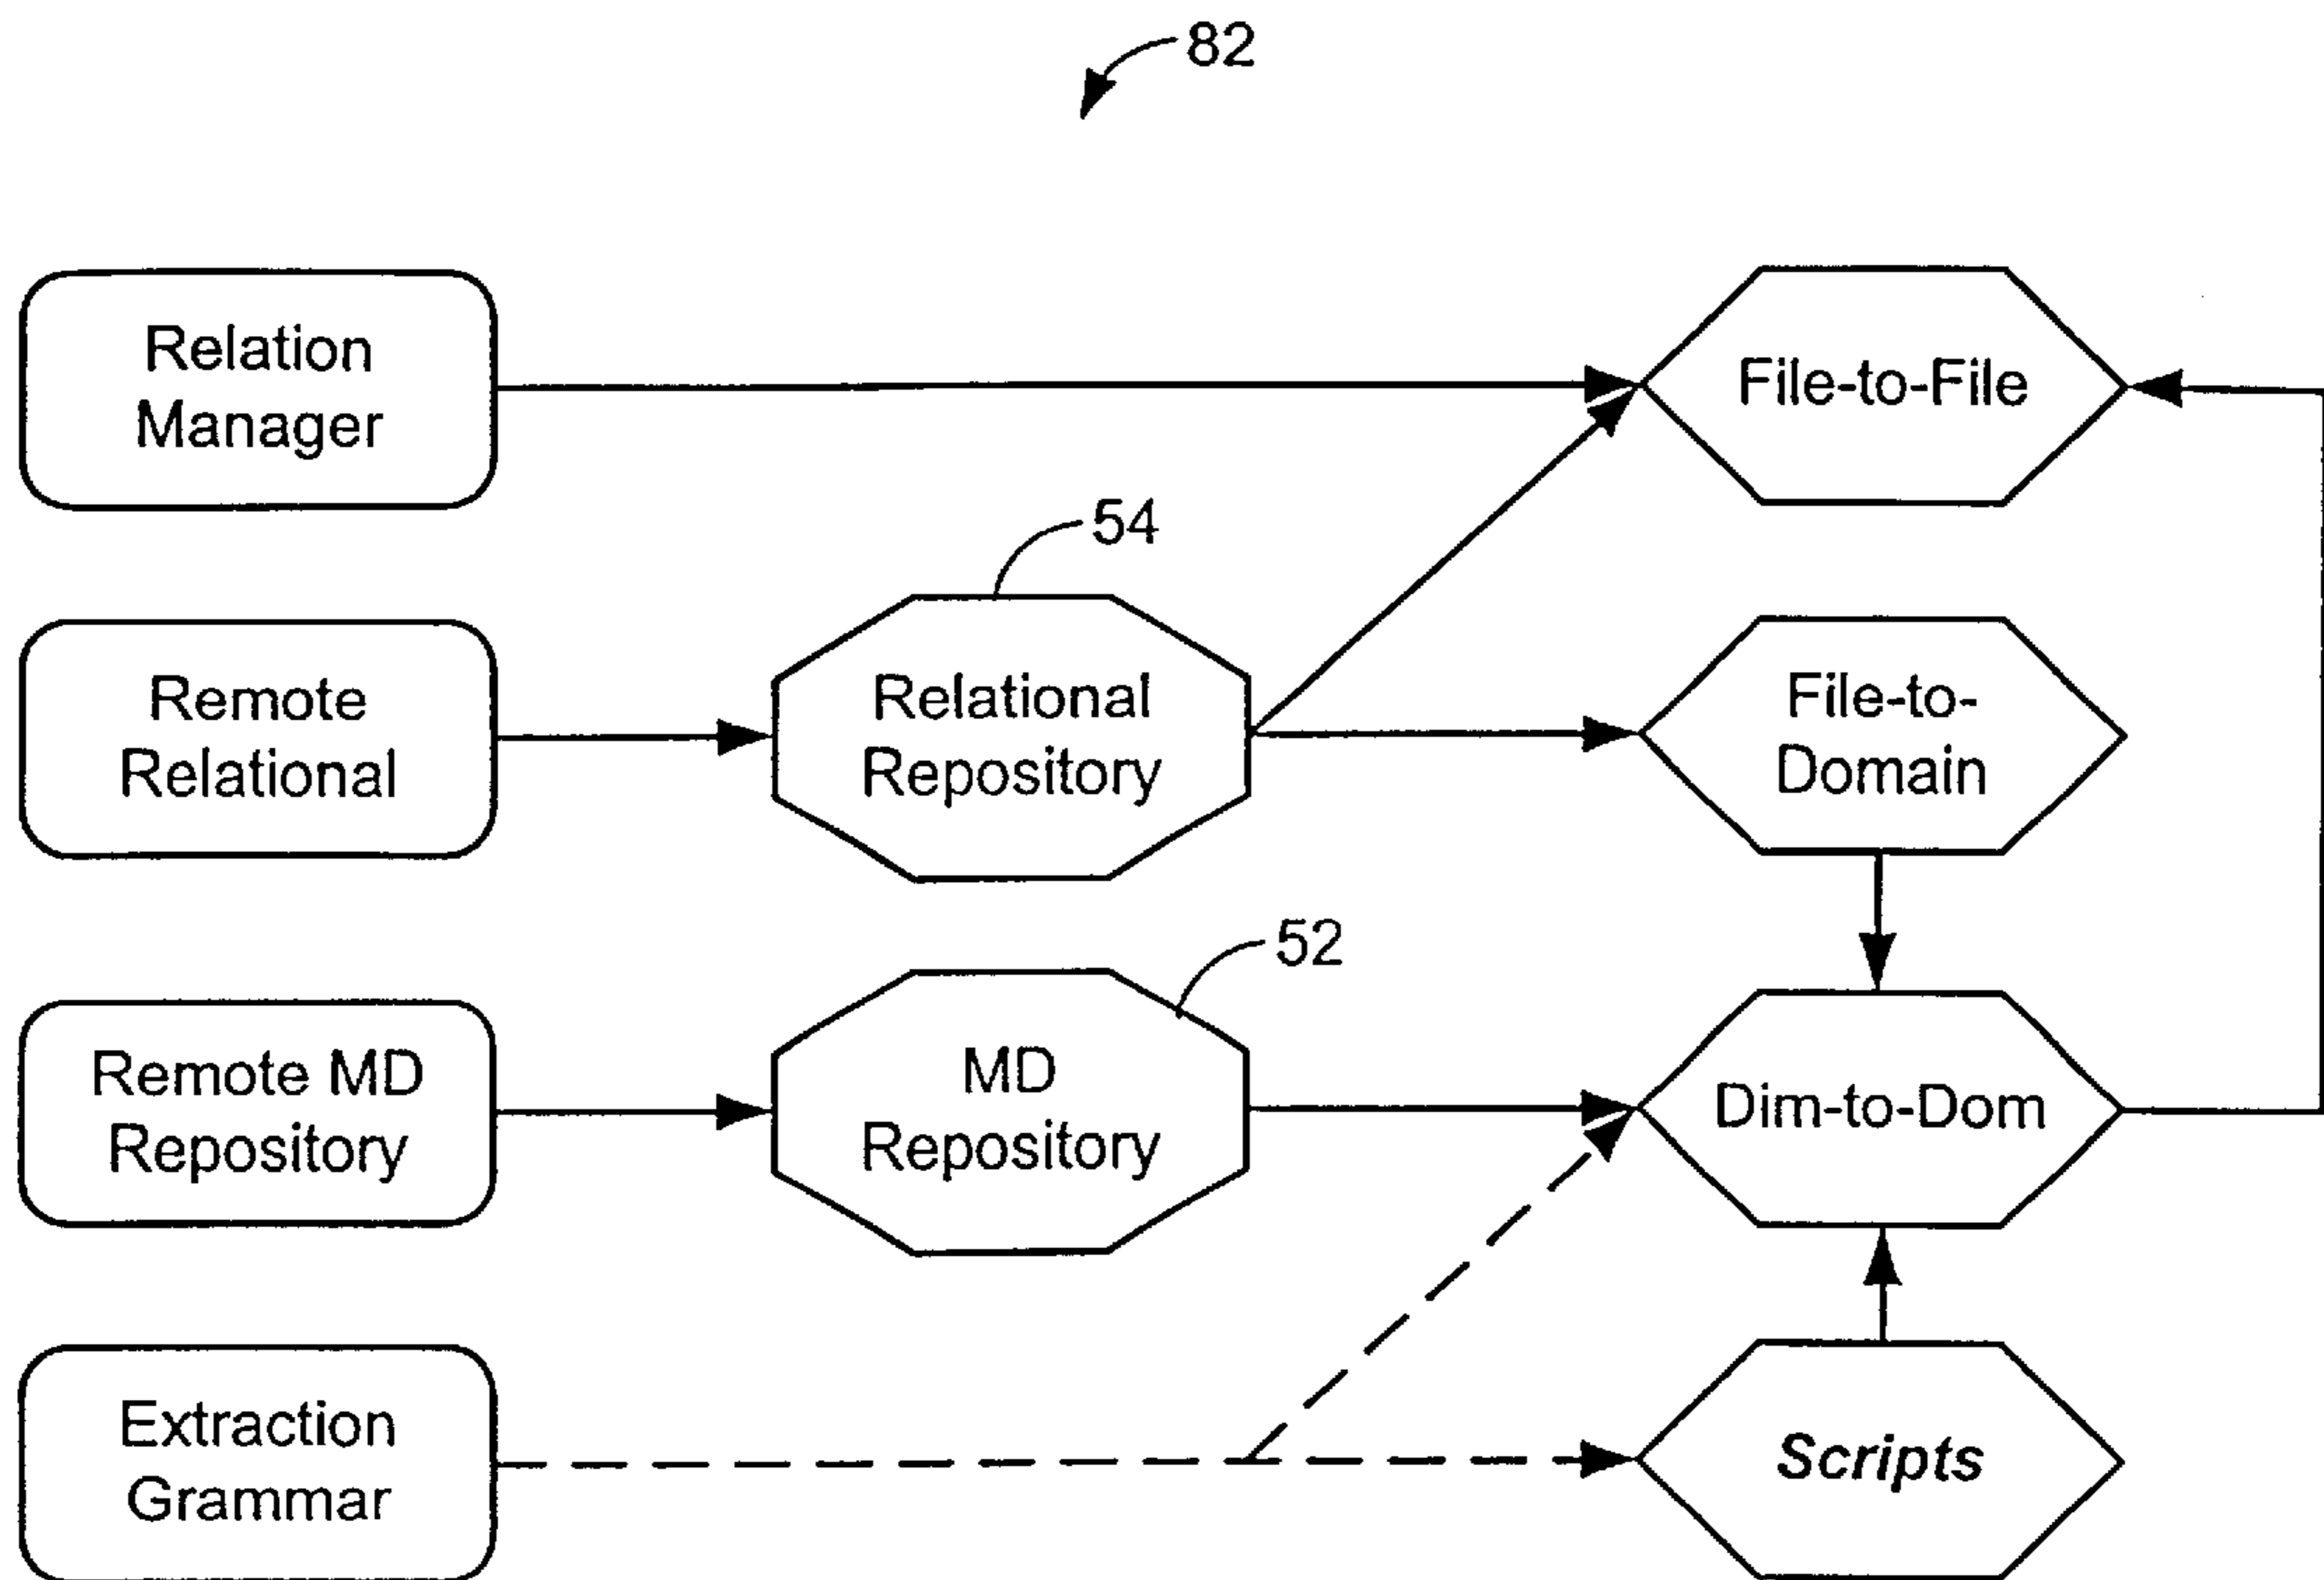 82
Relation
Manager
File-to-File
54
Remote
Relational
Relational
Repository
File-to-
Domain
52
Remote MD
Repository
MD
Repository
Dim-to-Dom
Extraction
Grammar
Scripts